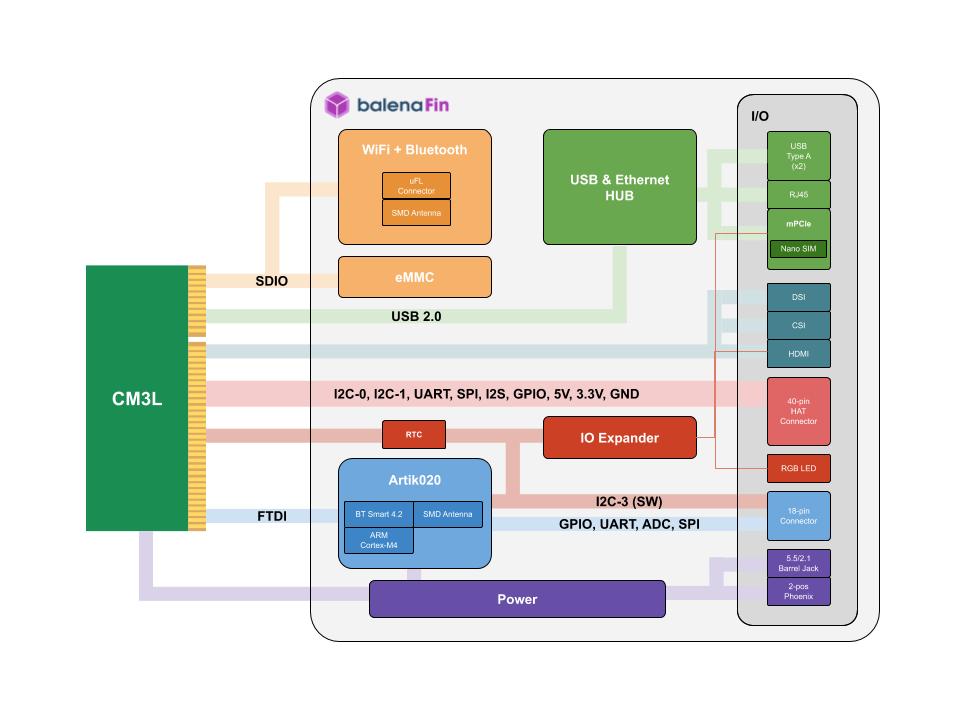 balenaFin
I/O
WiFi + Bluetooth
uFL
Connector
SMD Antenna
USB & Ethernet
HUB
USB
Type A
(x2)
RJ45
mPCIe
Nano SIM
eMMC
SDIO
USB 2.0
DSI
CSI
HDMI
CM3L
I2C-0, I2C-1, UART, SPI, I2S, GPIO, 5V, 3.3V, GND
40-pin
HAT
Connector
RTC
IO Expander
RGB LED
Artik020
BT Smart 4.2
SMD Antenna
ARM
Cortex-M4
FTDI
I2C-3 (SW)
GPIO, UART, ADC, SPI
18-pin
Connector
5.5/2.1
Barrel Jack
2-pos
Phoenix
Power